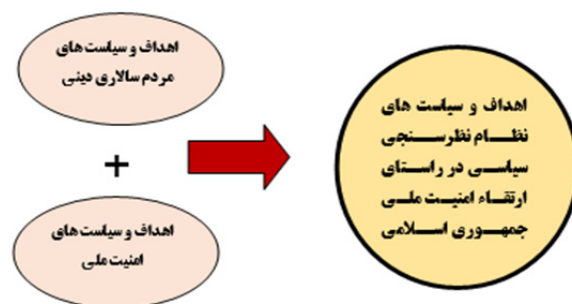 اهداف و سیاست های
مردم سالاری دینی
+
اهداف و سیاست های
امنیت ملی
اهداف و سیاست های
نظام نظرسنجی
سیاسی در راستای
ارتقاء امنیت ملی
جمهوری اسلامی